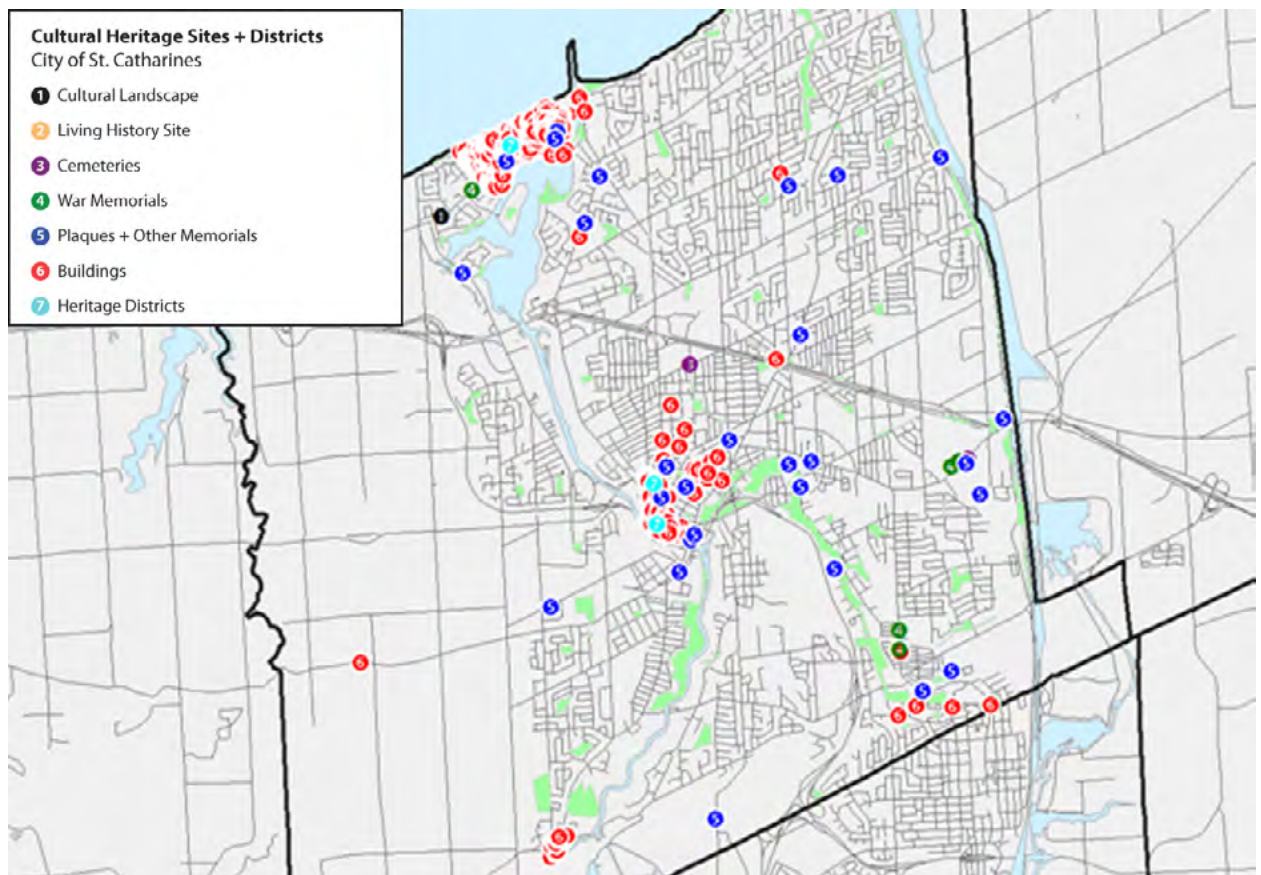 Cultural Heritage Sites + Districts
City of St. Catharines
1 Cultural Landscape
2 Living History Site
3 Cemeteries
4 War Memorials
5 Plaques + Other Memorials
6 Buildings
7 Heritage Districts